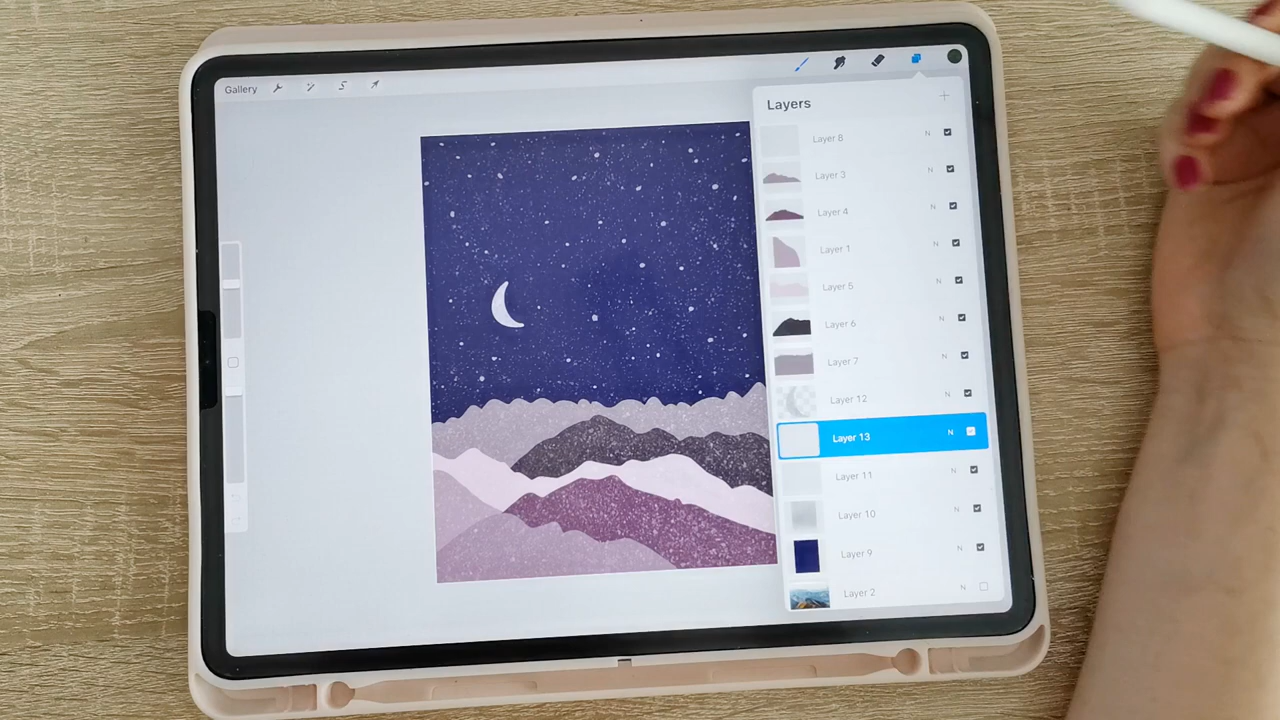 Gallery
Layers
Layer 8 N
Layer 3 N
Layer 4 N
Layer 1 N
Layer 5 N
Layer 6 N
Layer 7 N
Layer 12 N
Layer 13 N
Layer 11 N
Layer 10 N
Layer 9 N
Layer 2 N